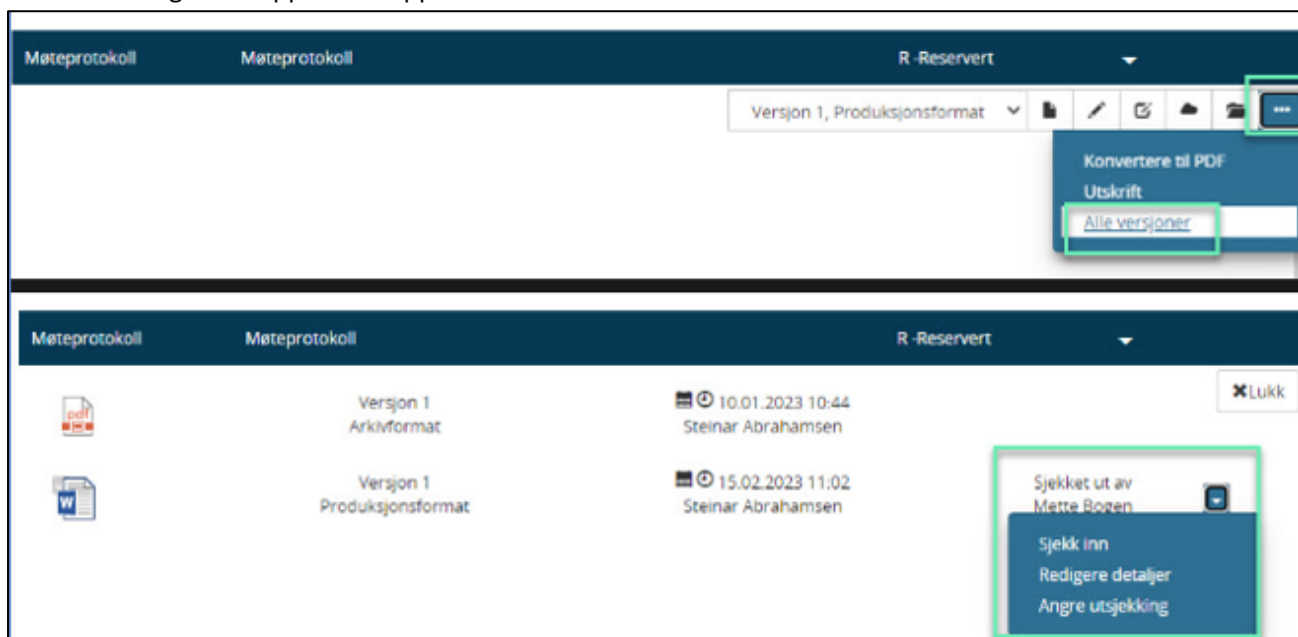 Møteprotokoll Møteprotokoll R -Reservert
Versjon 1, Produksjonsformat
Konvertere til PDF
Utskrift
Alle versjoner
Møteprotokoll Møteprotokoll R -Reservert
Lukk
pdf Versjon 1 10.01.2023 10:44
Arkivformat Steinar Abrahamsen
W Versjon 1 15.02.2023 11:02 Sjekket ut av
Produksjonsformat Steinar Abrahamsen Mette Bogen
Sjekk inn
Redigere detaljer
Angre utsjekking